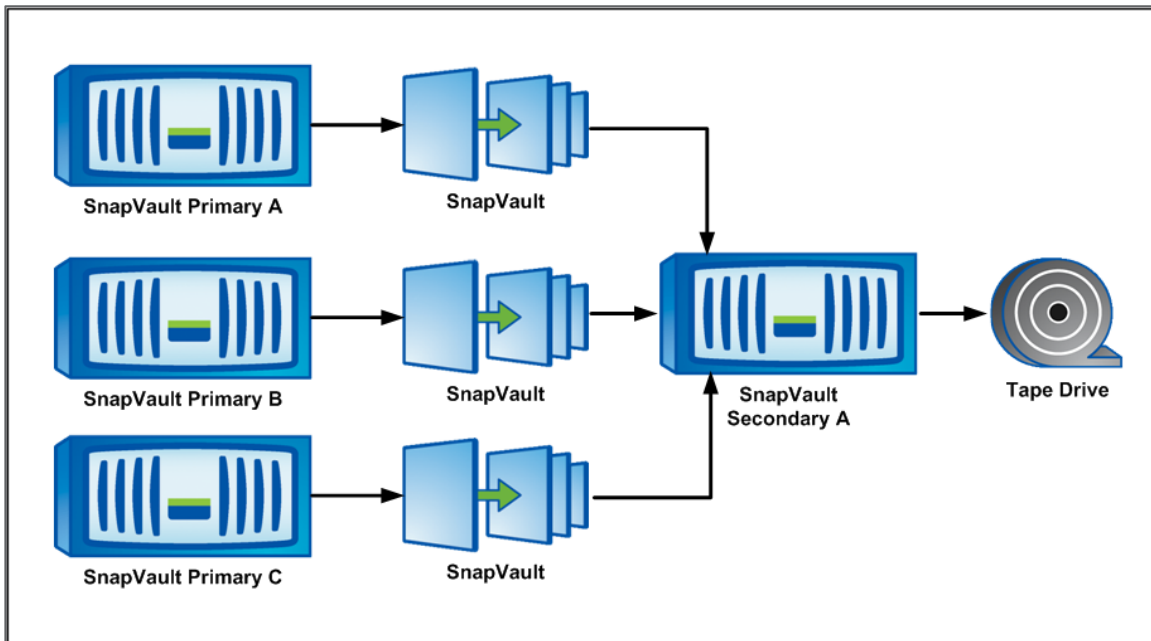 SnapVault Primary A
SnapVault
SnapVault Primary B
SnapVault
SnapVault
Secondary A
Tape Drive
SnapVault Primary C
SnapVault